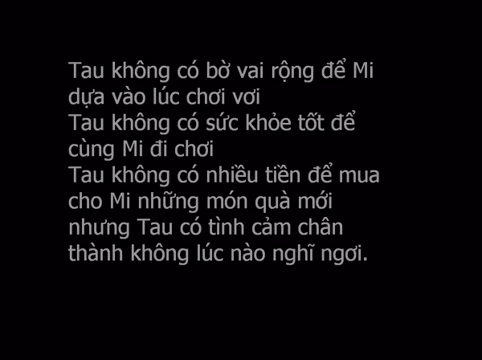 Tau không có bờ vai rộng để Mi
dựa vào lúc chơi vơi
Tau không có sức khỏe tốt để
cùng Mi đi chơi
Tau không có nhiều tiền để mua
cho Mi những món quà mới
nhưng Tau có tình cảm chân
thành không lúc nào nghĩ ngơi.